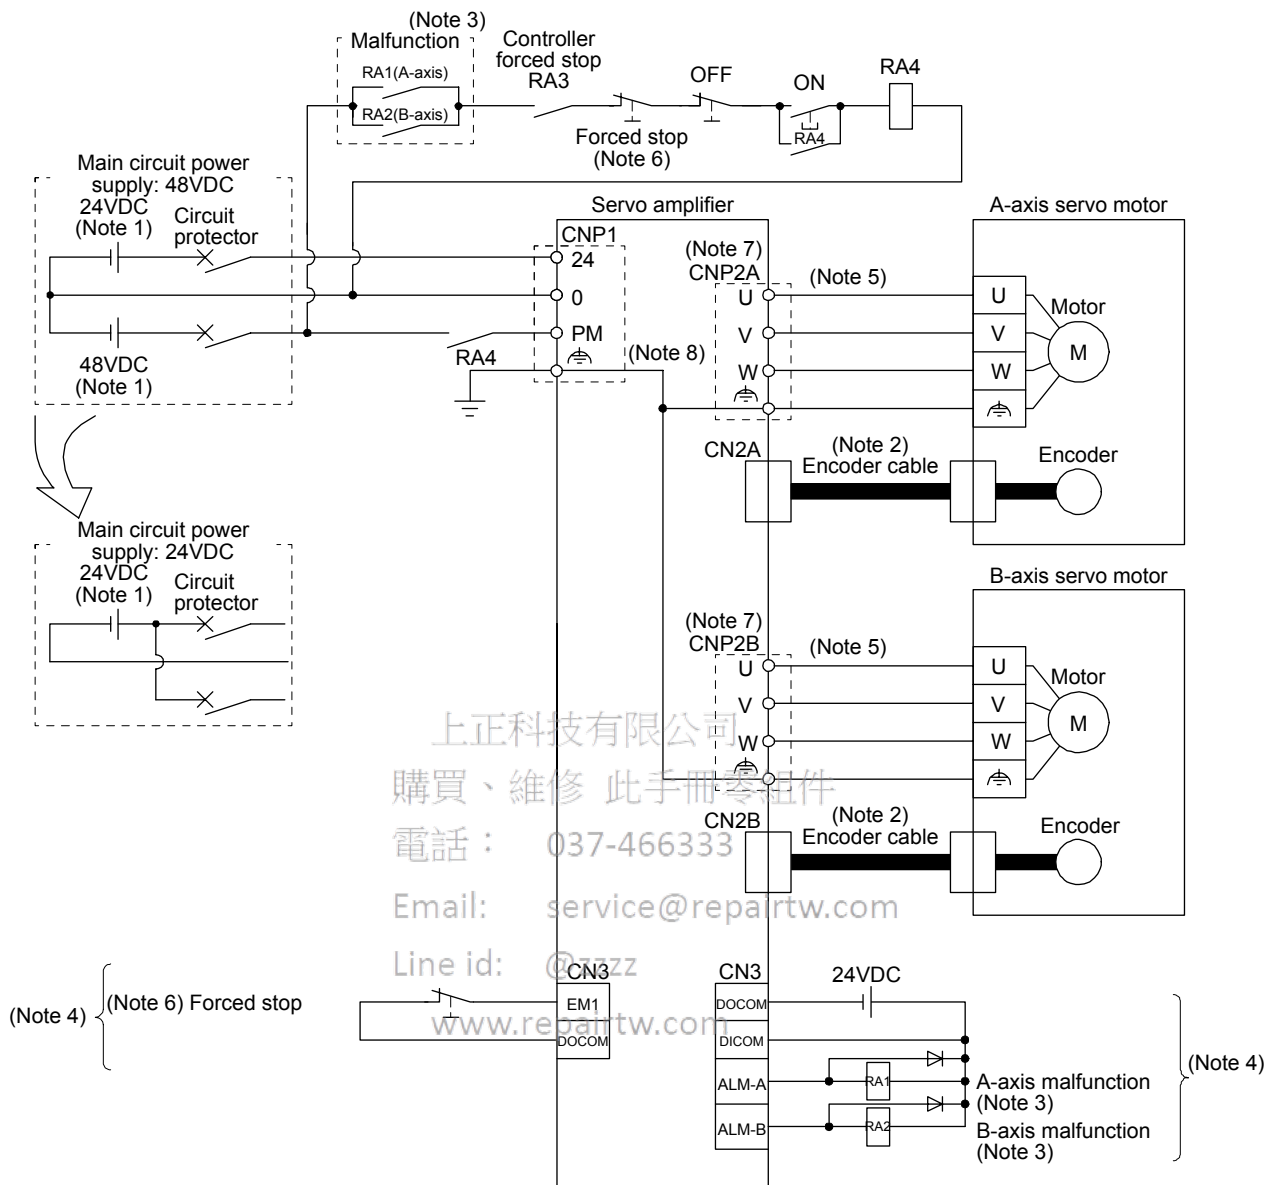 (Note 3)
Malfunction
RA1(A-axis)
RA2(B-axis)
Controller
forced stop
RA3
Forced stop
(Note 6)
OFF
ON
RA4
RA4
Main circuit power
supply: 48VDC
24VDC
(Note 1)
Circuit
protector
48VDC
(Note 1)
RA4
Servo amplifier
CNP1
24
0
PM
(Note 8)
(Note 7)
CNP2A
U
V
W
(Note 5)
A-axis servo motor
U
V
W
Motor
M
CN2A
(Note 2)
Encoder cable
Encoder
Main circuit power
supply: 24VDC
24VDC
(Note 1)
Circuit
protector
B-axis servo motor
(Note 7)
CNP2B
U
V
W
(Note 5)
U
V
W
Motor
M
CN2B
(Note 2)
Encoder cable
Encoder
上正科技有限公司
購買、維修 此手冊零組件
電話： 037-466333
Email: service@repairtw.com
Line id: @zzzz
www.repairtw.com
(Note 4)
(Note 6) Forced stop
CN3
EM1
DOCOM
CN3
DOCOM
DICOM
ALM-A
ALM-B
24VDC
RA1
RA2
A-axis malfunction
(Note 3)
B-axis malfunction
(Note 3)
(Note 4)